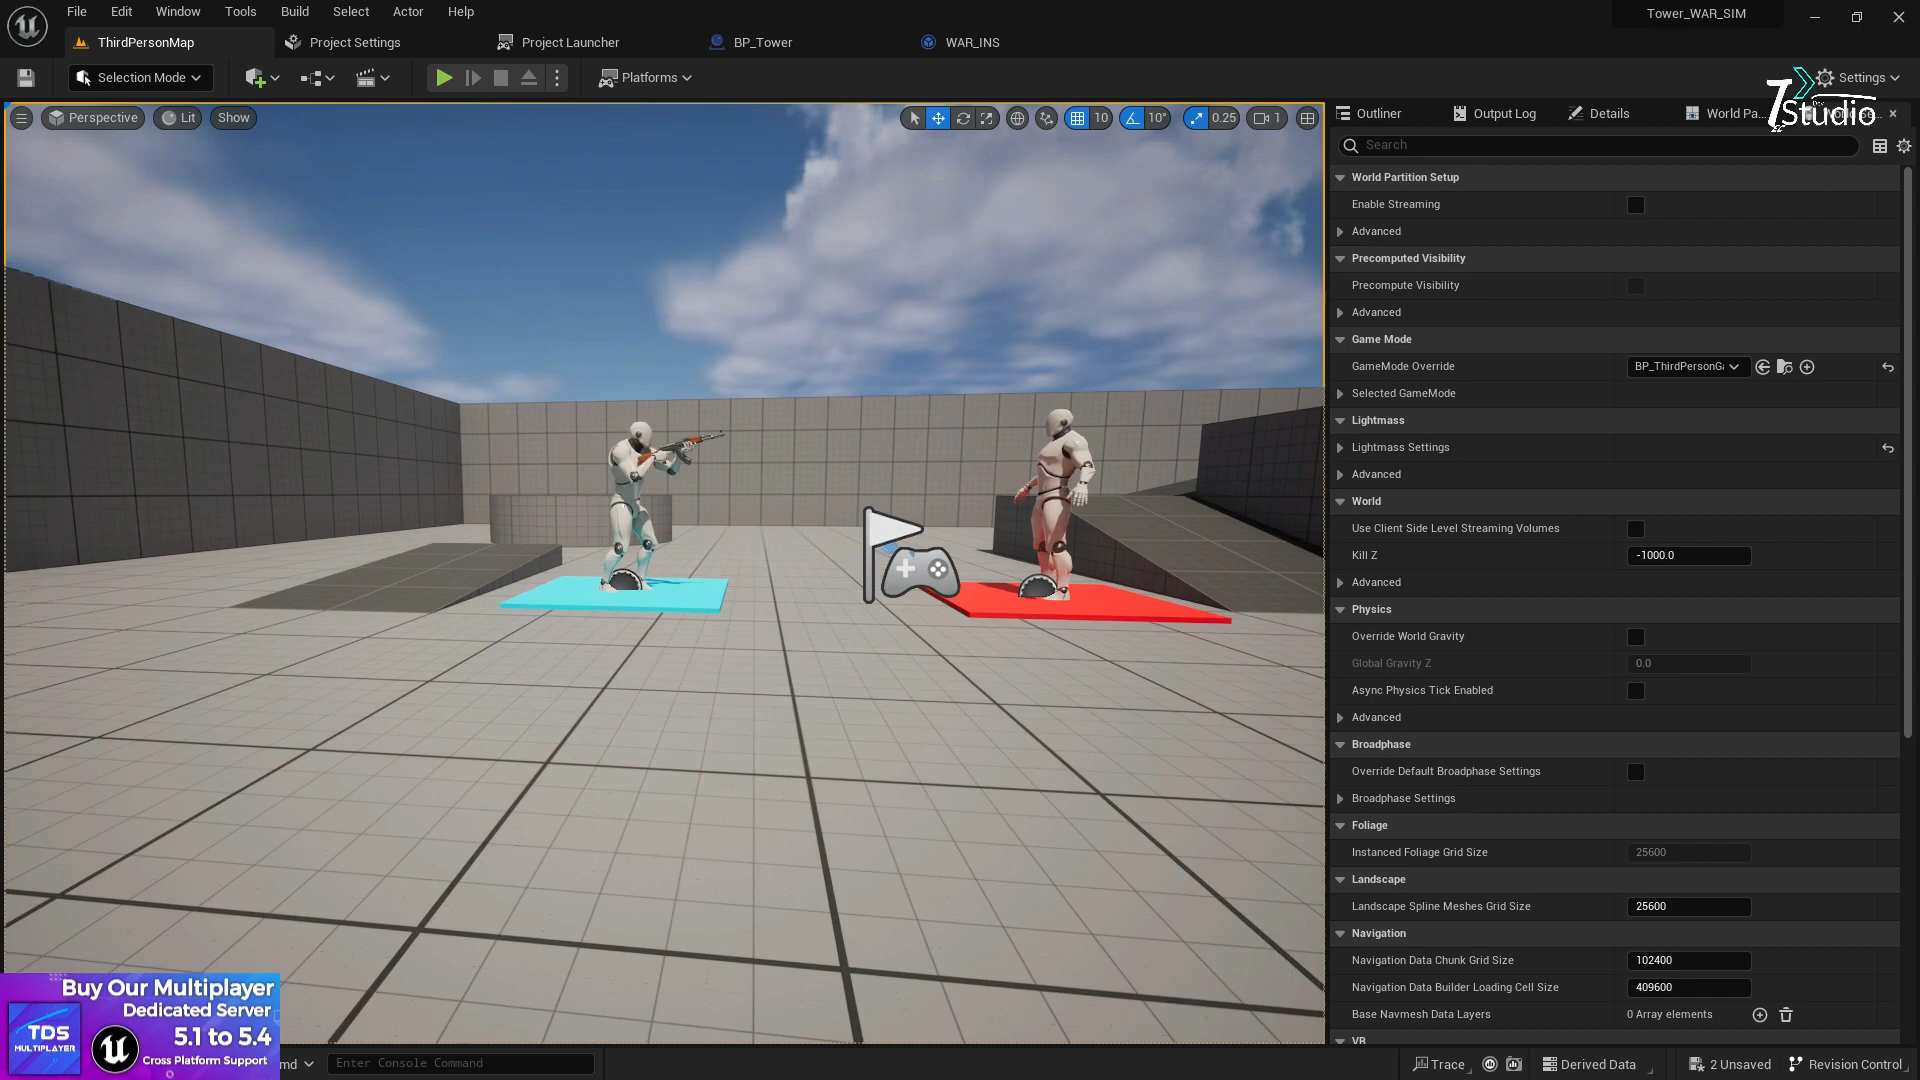 File Edit Window Tools Build Select Actor Help
Tower_WAR_SIM
ThirdPersonMap
Project Settings
Project Launcher
BP_Tower
WAR_INS
Selection Mode
Platforms
Settings
7 Dev Studio
Perspective
Lit
Show
10
10°
0.25
1
Outliner
Output Log
Details
World Pa...
Search
World Partition Setup
Enable Streaming
Advanced
Precomputed Visibility
Precompute Visibility
Advanced
Game Mode
GameMode Override
BP_ThirdPersonGa
Selected GameMode
Lightmass
Lightmass Settings
Advanced
World
Use Client Side Level Streaming Volumes
Kill Z
-1000.0
Advanced
Physics
Override World Gravity
Global Gravity Z
0.0
Async Physics Tick Enabled
Advanced
Broadphase
Override Default Broadphase Settings
Broadphase Settings
Foliage
Instanced Foliage Grid Size
25600
Landscape
Landscape Spline Meshes Grid Size
25600
Navigation
Navigation Data Chunk Grid Size
102400
Navigation Data Builder Loading Cell Size
409600
Base Navmesh Data Layers
0 Array elements
VR
Buy Our Multiplayer
Dedicated Server
5.1 to 5.4
Cross Platform Support
TDS
MULTIPLAYER
md
Enter Console Command
Trace
Derived Data
2 Unsaved
Revision Control